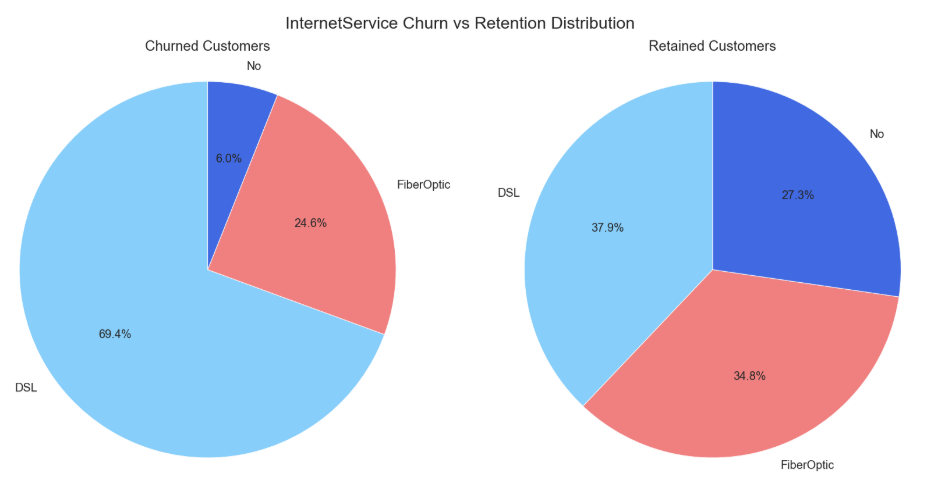 InternetService Churn vs Retention Distribution
Churned Customers
No
6.0%
FiberOptic
24.6%
69.4%
DSL
Retained Customers
No
27.3%
DSL
37.9%
34.8%
FiberOptic